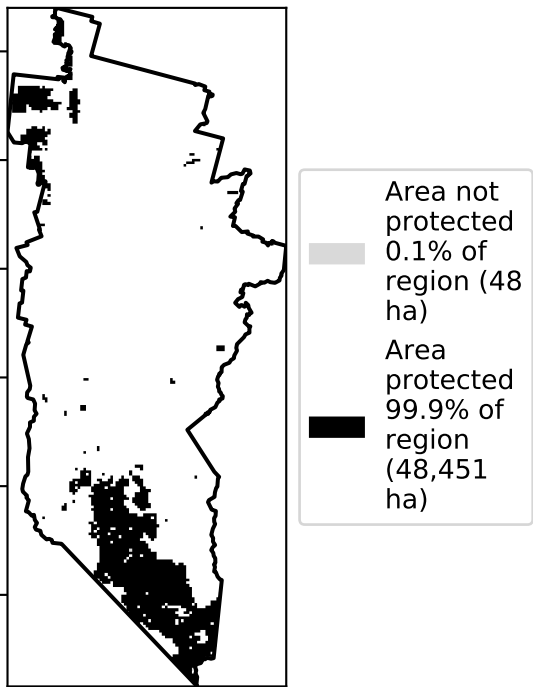 Area not
protected
0.1% of
region (48
ha)
Area
protected
99.9% of
region
(48,451
ha)